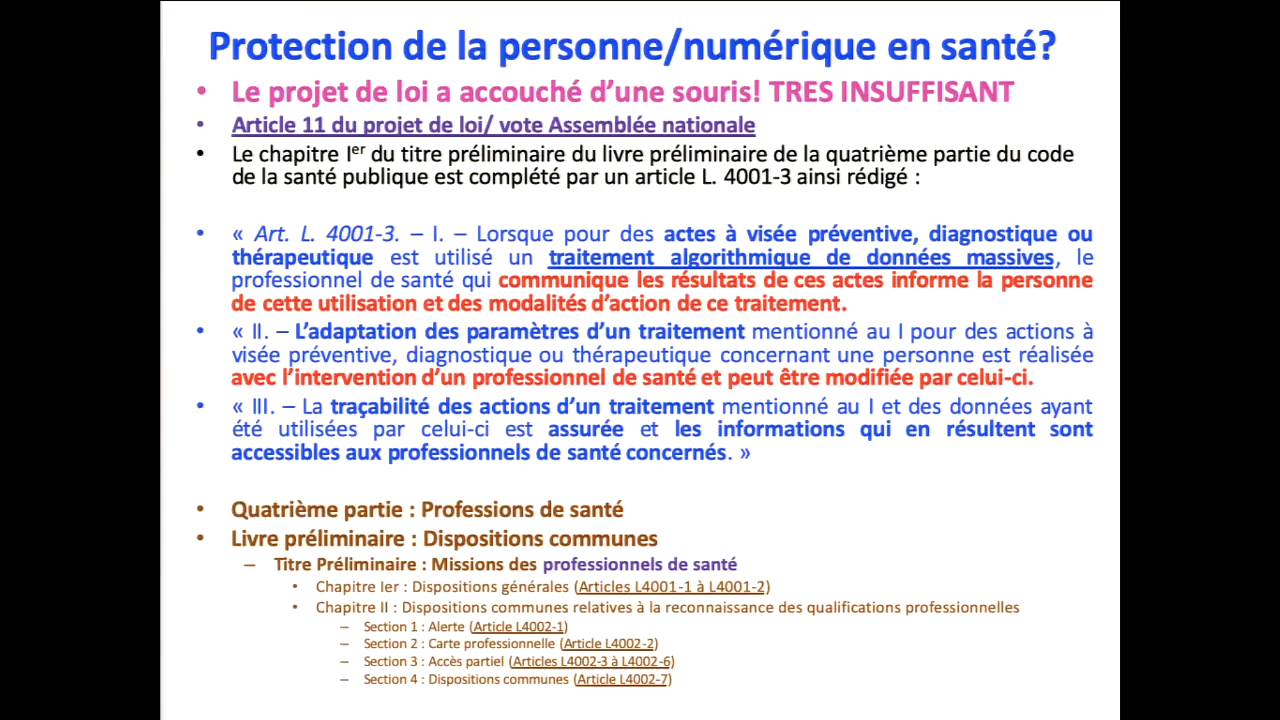 Protection de la personne/numérique en santé?
• Le projet de loi a accouché d'une souris! TRES INSUFFISANT
• Article 11 du projet de loi/ vote Assemblée nationale
• Le chapitre Ier du titre préliminaire du livre préliminaire de la quatrième partie du code
de la santé publique est complété par un article L. 4001-3 ainsi rédigé :
• « Art. L. 4001-3. – I. – Lorsque pour des actes à visée préventive, diagnostique ou
thérapeutique est utilisé un traitement algorithmique de données massives, le
professionnel de santé qui communique les résultats de ces actes informe la personne
de cette utilisation et des modalités d'action de ce traitement.
• « II. – L'adaptation des paramètres d'un traitement mentionné au I pour des actions à
visée préventive, diagnostique ou thérapeutique concernant une personne est réalisée
avec l'intervention d'un professionnel de santé et peut être modifiée par celui-ci.
• « III. – La traçabilité des actions d'un traitement mentionné au I et des données ayant
été utilisées par celui-ci est assurée et les informations qui en résultent sont
accessibles aux professionnels de santé concernés. »
• Quatrième partie : Professions de santé
• Livre préliminaire : Dispositions communes
– Titre Préliminaire : Missions des professionnels de santé
• Chapitre Ier : Dispositions générales (Articles L4001-1 à L4001-2)
• Chapitre II : Dispositions communes relatives à la reconnaissance des qualifications professionnelles
– Section 1 : Alerte (Article L4002-1)
– Section 2 : Carte professionnelle (Article L4002-2)
– Section 3 : Accès partiel (Articles L4002-3 à L4002-6)
– Section 4 : Dispositions communes (Article L4002-7)